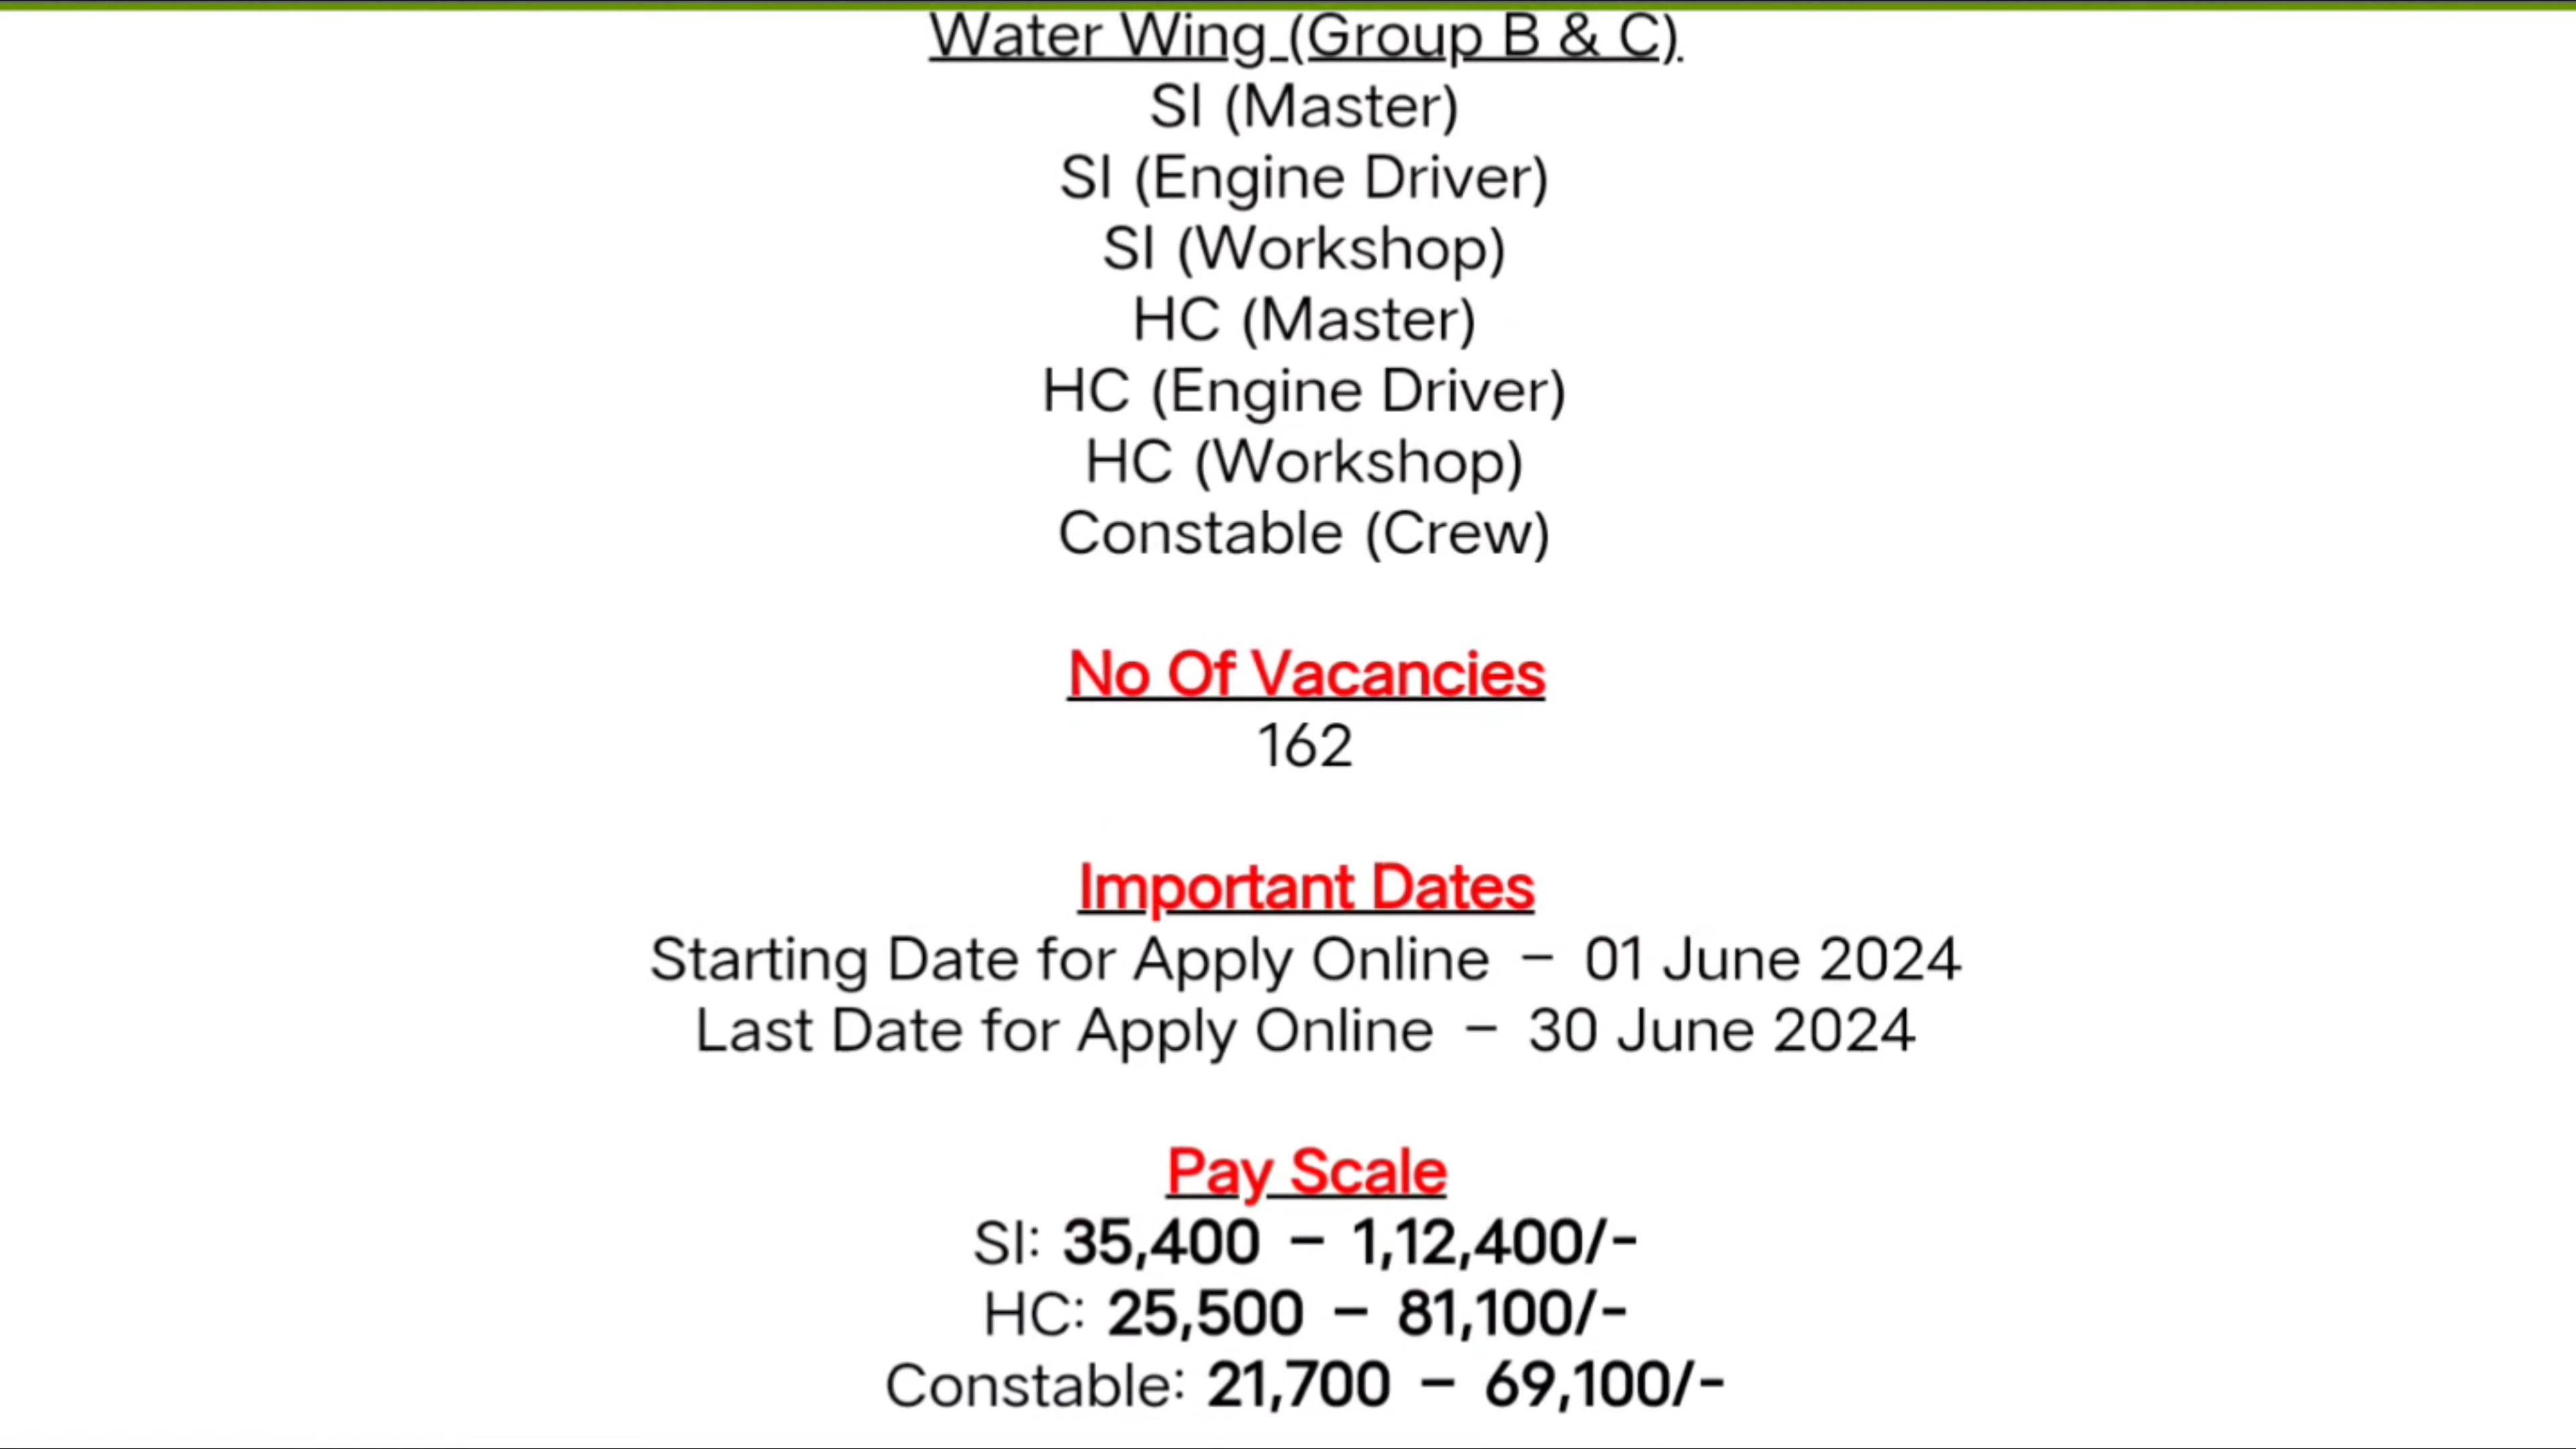 Water Wing (Group B & C).
SI (Master)
SI (Engine Driver)
SI (Workshop)
HC (Master)
HC (Engine Driver)
HC (Workshop)
Constable (Crew)
No Of Vacancies
162
Important Dates
Starting Date for Apply Online – 01 June 2024
Last Date for Apply Online – 30 June 2024
Pay Scale
SI: 35,400 – 1,12,400/-
HC: 25,500 – 81,100/-
Constable: 21,700 – 69,100/-